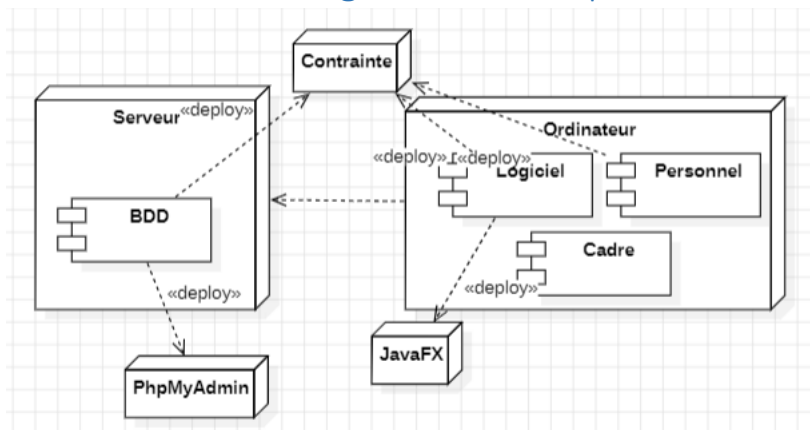 Contrainte
«deploy»
Serveur
Ordinateur
«deploy»
«deploy»
Logiciel
Personnel
BDD
Cadre
«deploy»
«deploy»
JavaFX
PhpMyAdmin